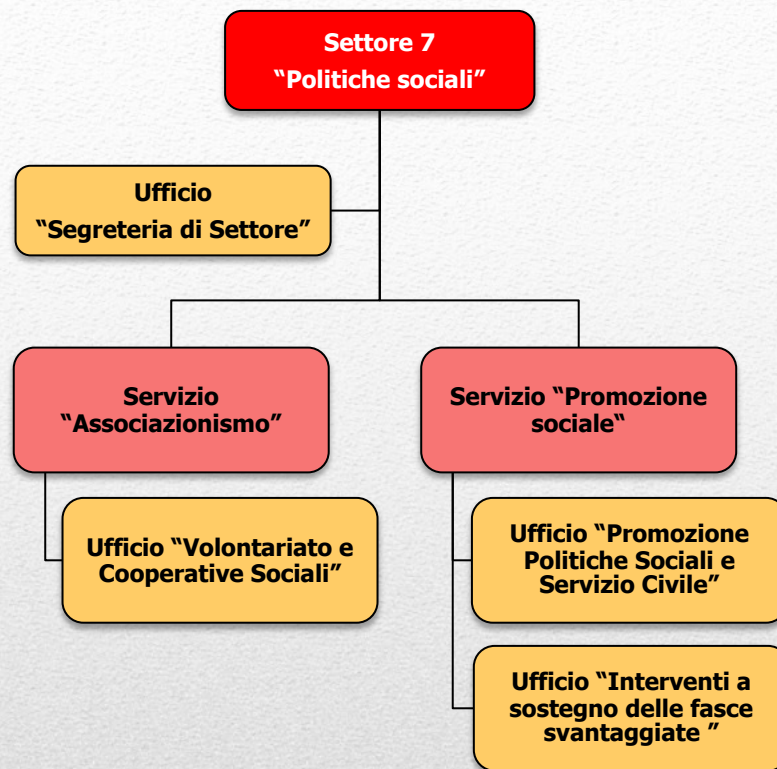 Settore 7
“Politiche sociali”
Ufficio
“Segreteria di Settore”
Servizio
“Associazionismo”
Servizio “Promozione
sociale“
Ufficio “Volontariato e
Cooperative Sociali”
Ufficio “Promozione
Politiche Sociali e
Servizio Civile”
Ufficio “Interventi a
sostegno delle fasce
svantaggiate ”